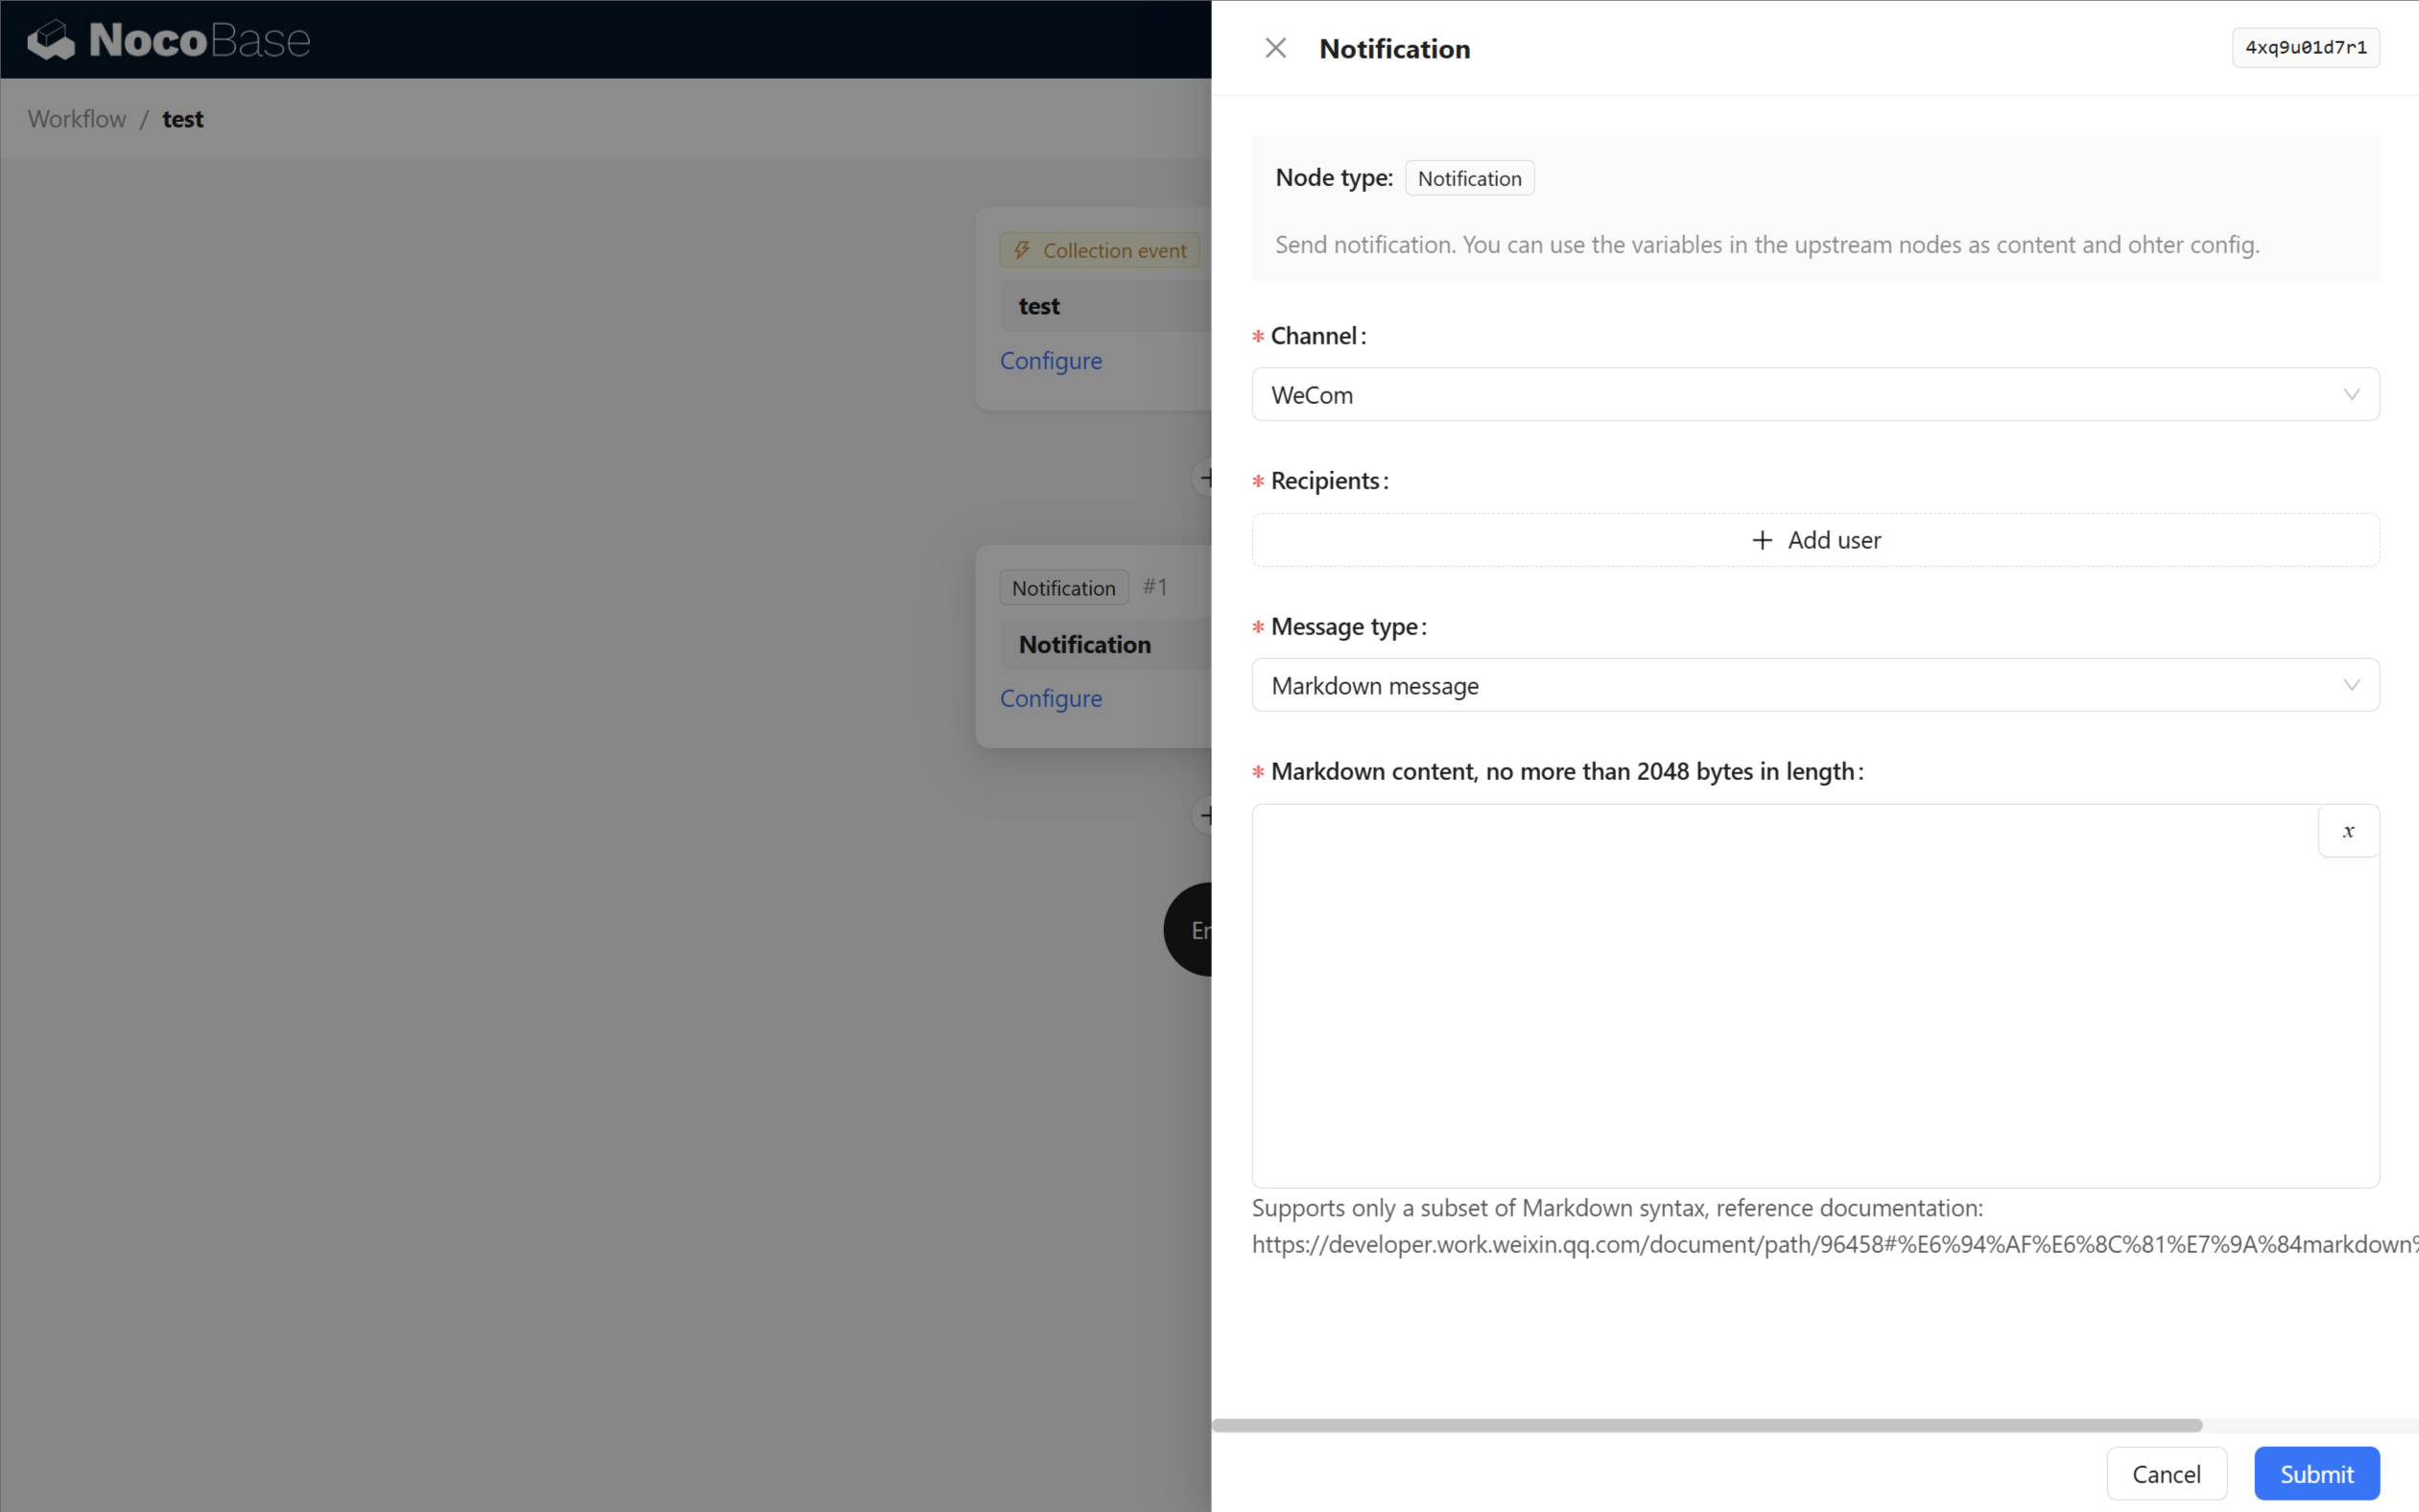 NocoBase
Workflow / test
Collection event
test
Configure
Notification #1
Notification
Configure
Notification
4xq9u01d7r1
Node type: Notification
Send notification. You can use the variables in the upstream nodes as content and ohter config.
* Channel:
WeCom
* Recipients:
+ Add user
* Message type:
Markdown message
* Markdown content, no more than 2048 bytes in length:
x
Supports only a subset of Markdown syntax, reference documentation:
https://developer.work.weixin.qq.com/document/path/96458#%E6%94%AF%E6%8C%81%E7%9A%84markdown%
Cancel
Submit